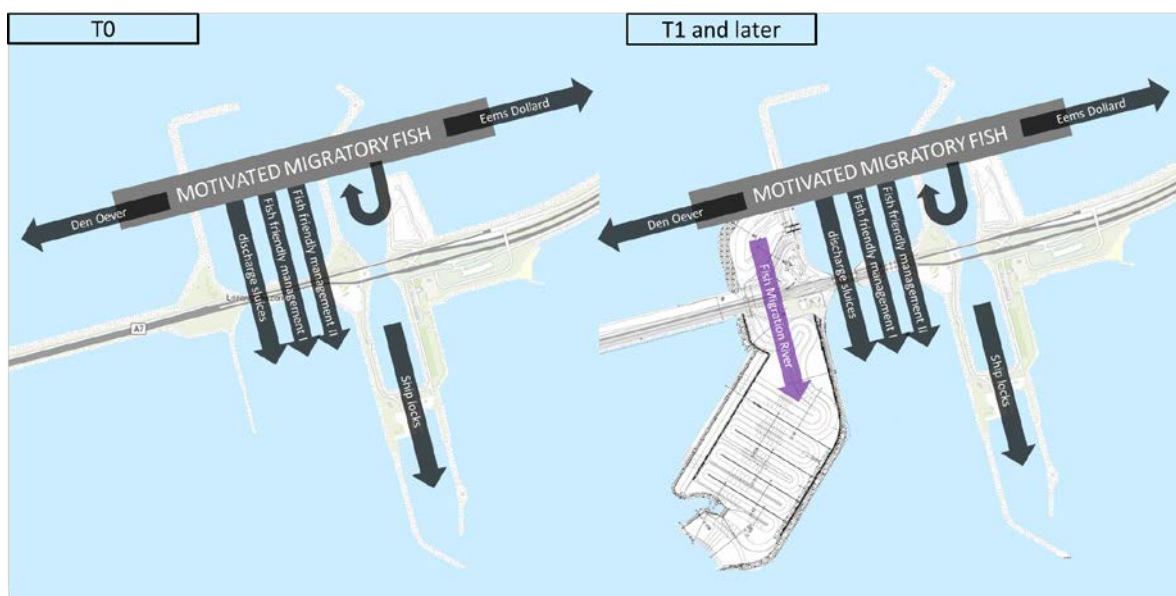 T0
Eems Dollard
MOTIVATED MIGRATORY FISH
Den Oever
discharge sluices
Fish friendly management I
Fish friendly management II
A7
Ship locks
T1 and later
Eems Dollard
MOTIVATED MIGRATORY FISH
Den Oever
Fish Migration River
discharge sluices
Fish friendly management I
Fish friendly management II
Ship locks